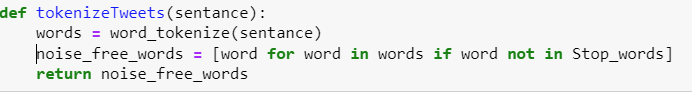 def tokenizeTweets(sentance):
    words = word_tokenize(sentance)
    noise_free_words = [word for word in words if word not in Stop_words]
    return noise_free_words